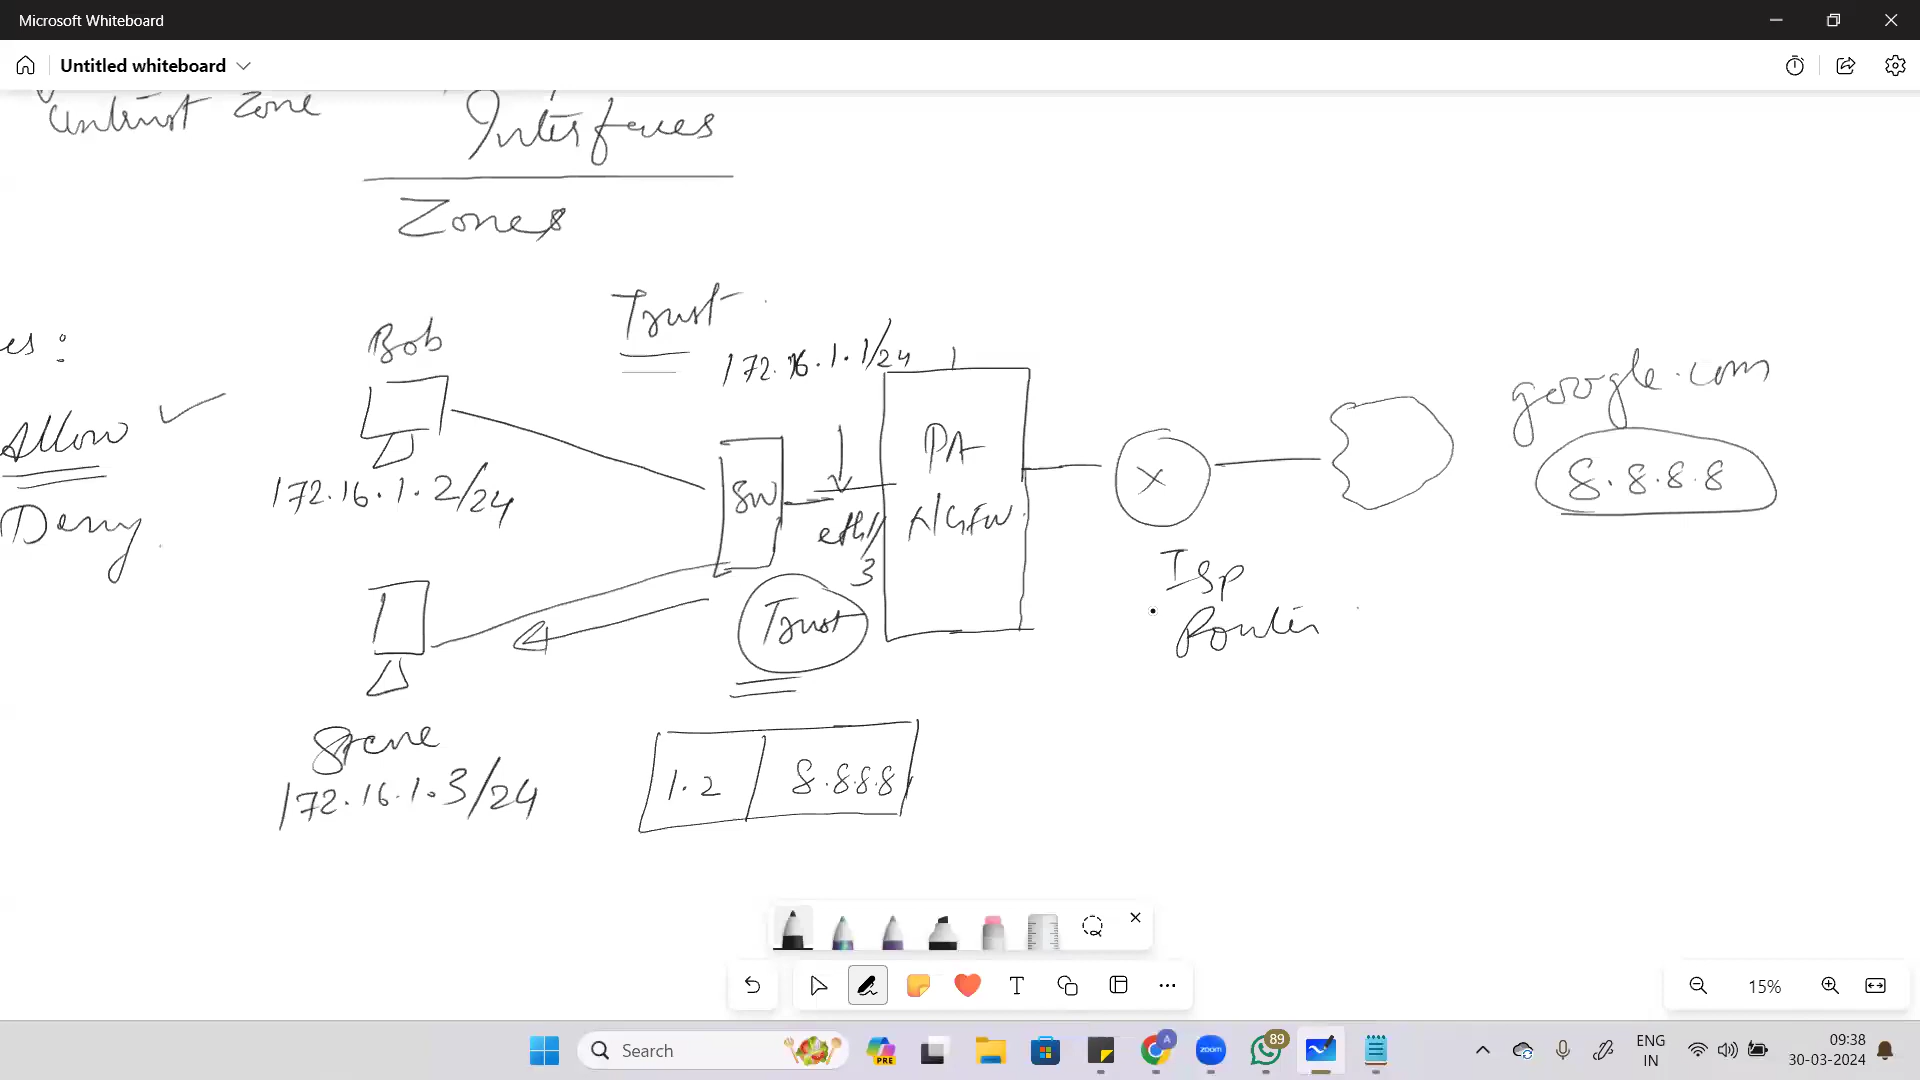 Microsoft Whiteboard
Untitled whiteboard
Untrust Zone
Interfaces
Zones
es:
Allow
Deny
Bob
172.16.1.2/24
Steve
172.16.1.3/24
Trust
172.16.1.1/24
SW
eth1/
3
Trust
PA
NGFW
X
ISP
Router
google.com
8.8.8.8
1.2 8.8.8.8
15%
Search
PRE
A
zoom
89
ENG
IN
09:38
30-03-2024